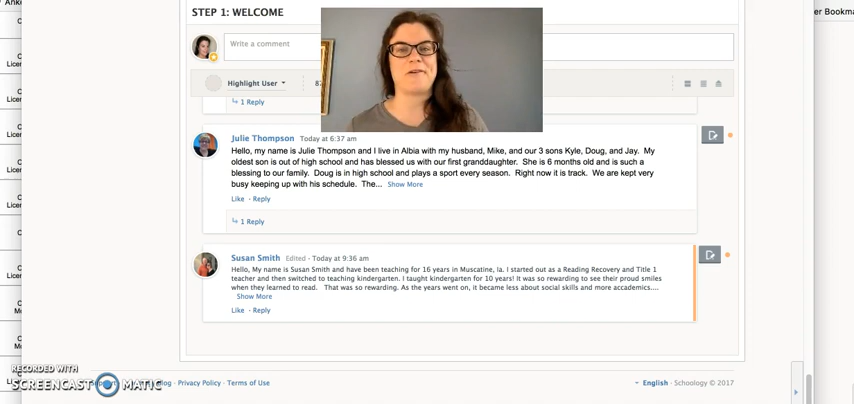 Anke
er Bookma
STEP 1: WELCOME
Write a comment
Highlight User
1 Reply
Julie Thompson Today at 6:37 am
Hello, my name is Julie Thompson and I live in Albia with my husband, Mike, and our 3 sons Kyle, Doug, and Jay. My
oldest son is out of high school and has blessed us with our first granddaughter. She is 6 months old and is such a
blessing to our family. Doug is in high school and plays a sport every season. Right now it is track. We are kept very
busy keeping up with his schedule. The... Show More
Like · Reply
1 Reply
Susan Smith Edited - Today at 9:36 am
Hello, My name is Susan Smith and have been teaching for 16 years in Muscatine, Ia. I started out as a Reading Recovery and Title 1
teacher and then switched to teaching kindergarten. I taught kindergarten for 10 years! It was so rewarding to see their proud smiles
when they learned to read. That was so rewarding. As the years went on, it became less about social skills and more accademics....
Show More
Like · Reply
RECORDED WITH
SCREENCAST MATIC
Blog · Privacy Policy · Terms of Use
English Schoology © 2017